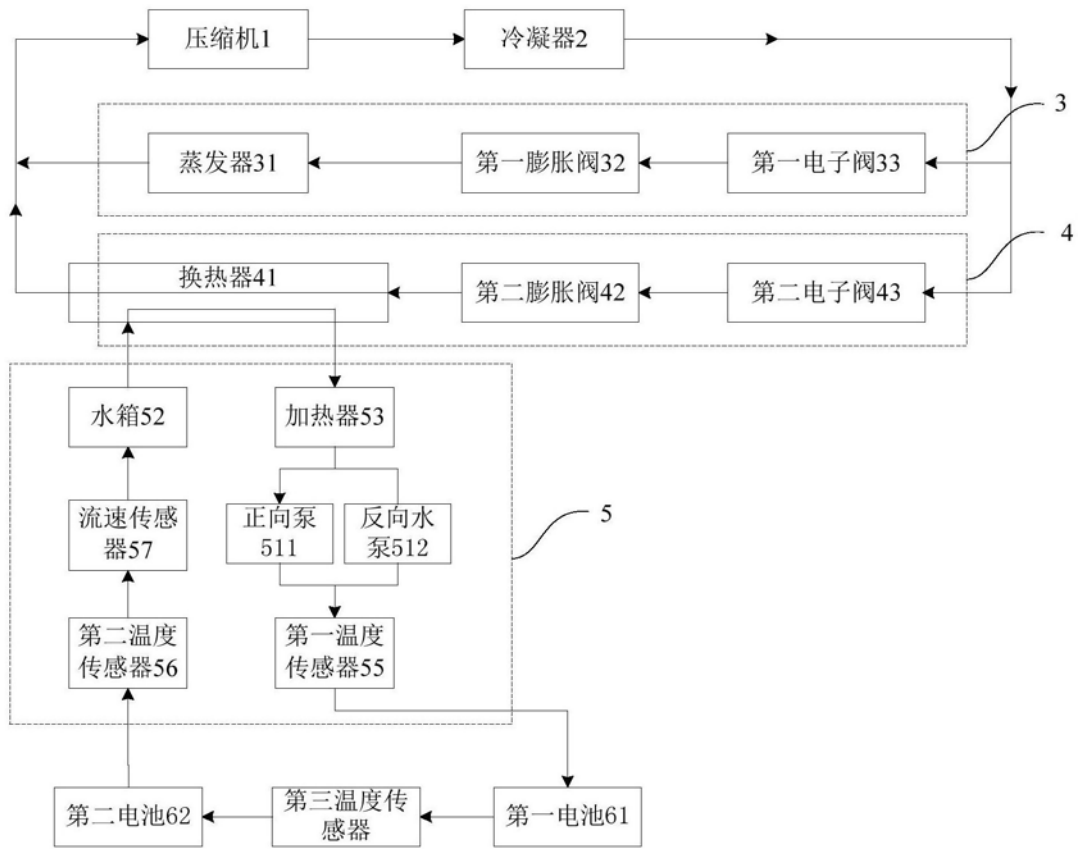 压缩机1
冷凝器2
3
蒸发器31
第一膨胀阀32
第一电子阀33
4
换热器41
第二膨胀阀42
第二电子阀43
水箱52
加热器53
流速传感
器57
正向泵
511
反向水
泵512
5
第二温度
传感器56
第一温度
传感器55
第二电池62
第三温度传
感器
第一电池61